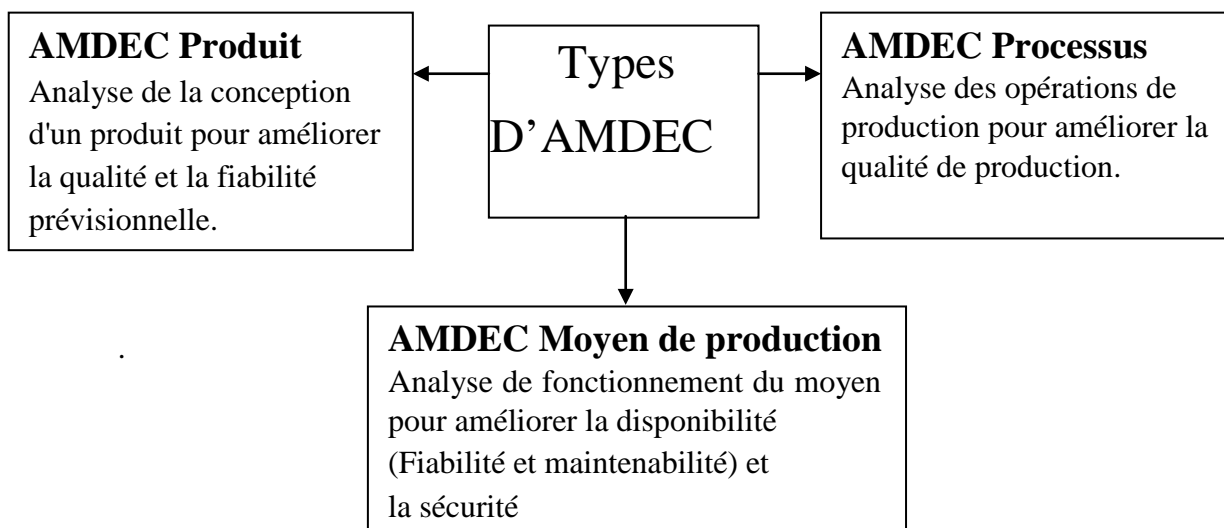 AMDEC Produit
Analyse de la conception
d'un produit pour améliorer
la qualité et la fiabilité
prévisionnelle.
Types
D’AMDEC
AMDEC Processus
Analyse des opérations de
production pour améliorer la
qualité de production.
.
AMDEC Moyen de production
Analyse de fonctionnement du moyen
pour améliorer la disponibilité
(Fiabilité et maintenabilité) et
la sécurité